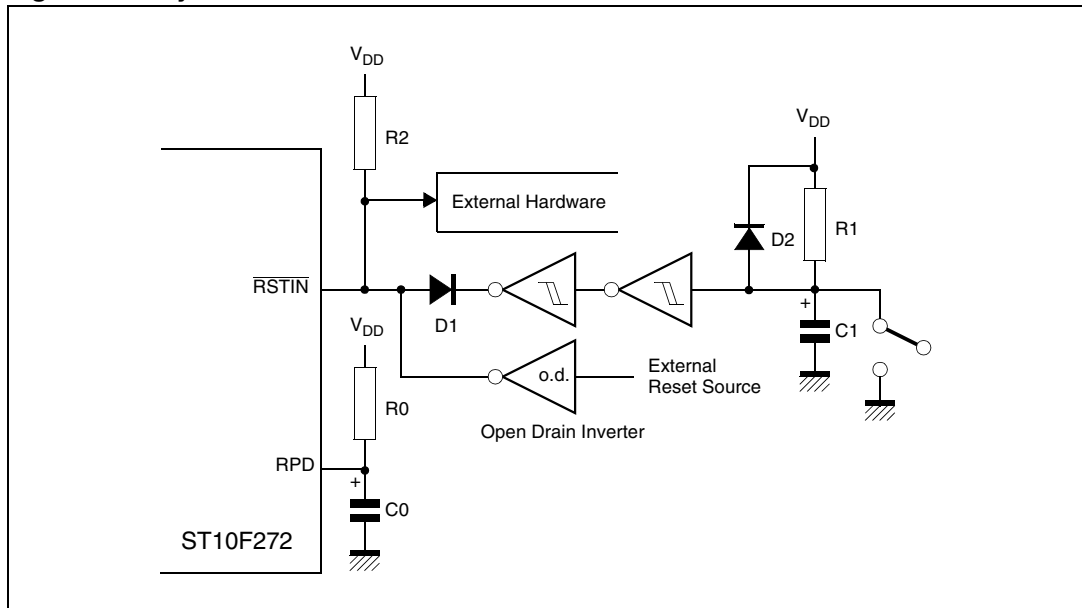 VDD
R2
External Hardware
VDD
D2
R1
RSTIN
D1
+
C1
VDD
R0
o.d.
External
Reset Source
Open Drain Inverter
RPD
+
C0
ST10F272